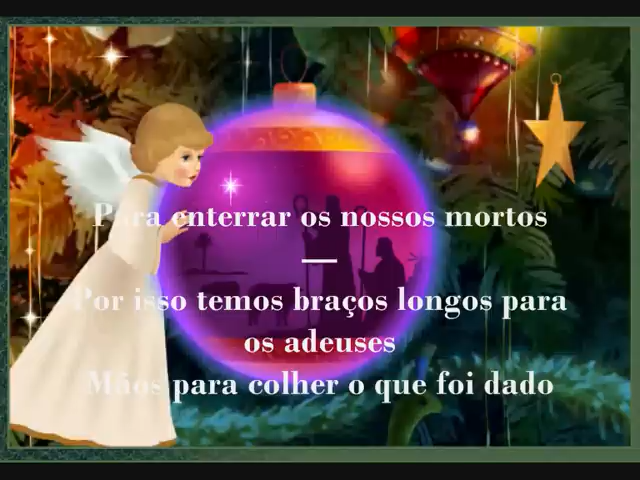 Para enterrar os nossos mortos
—
Por isso temos braços longos para
os adeuses
Mãos para colher o que foi dado